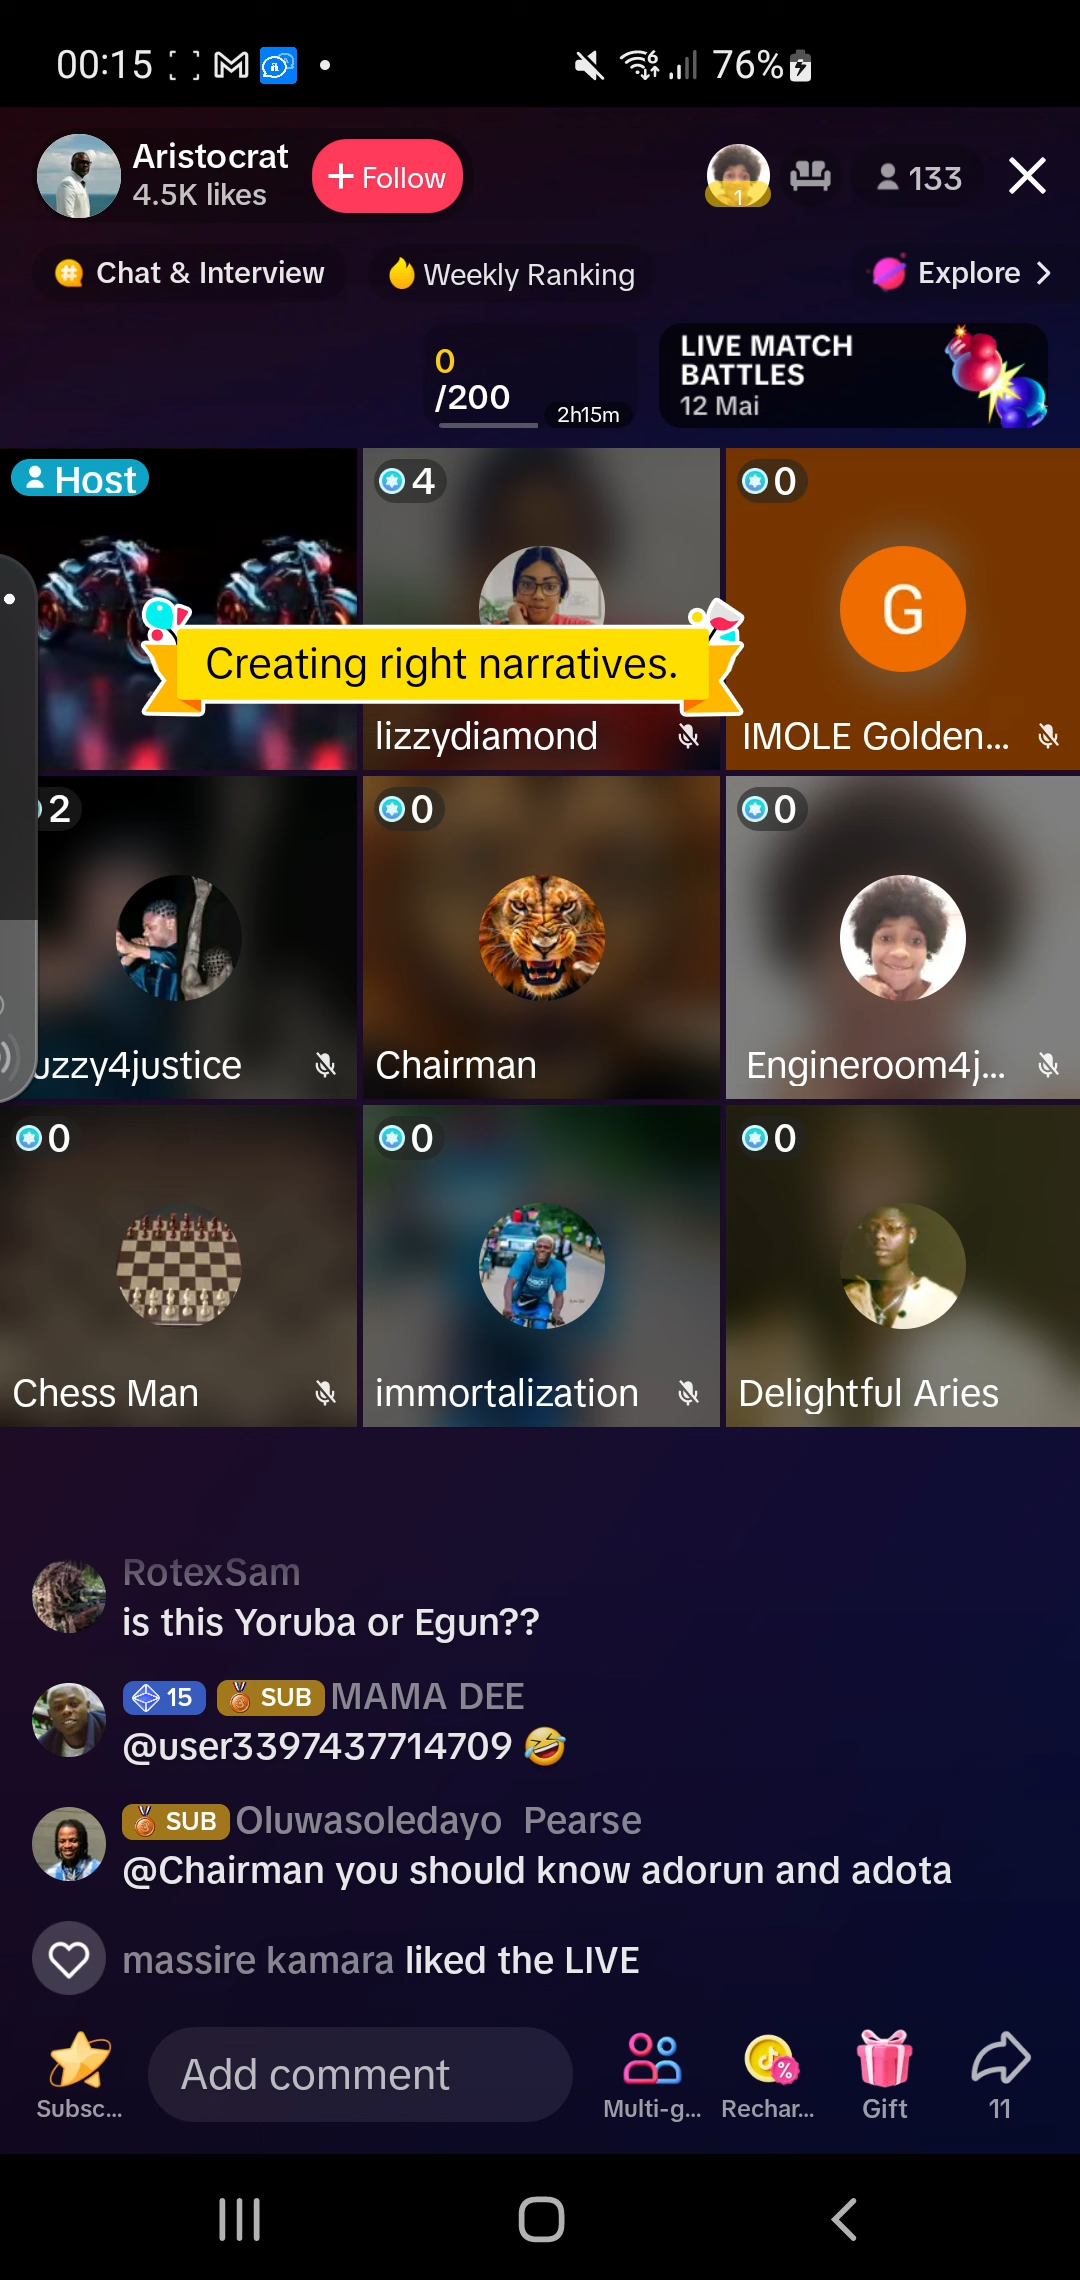 00:15
76%
Aristocrat
4.5K likes
+ Follow
1
133
Chat & Interview
Weekly Ranking
Explore >
0
/200
2h15m
LIVE MATCH
BATTLES
12 Mai
Host
4
0
G
Creating right narratives.
lizzydiamond
IMOLE Golden...
2
0
0
uzzy4justice
Chairman
Engineroom4j...
0
0
0
Chess Man
immortalization
Delightful Aries
RotexSam
is this Yoruba or Egun??
15 SUB MAMA DEE
@user3397437714709 🤣
SUB Oluwasoledayo Pearse
@Chairman you should know adorun and adota
massire kamara liked the LIVE
Subsc...
Add comment
Multi-g...
Rechar...
Gift
11